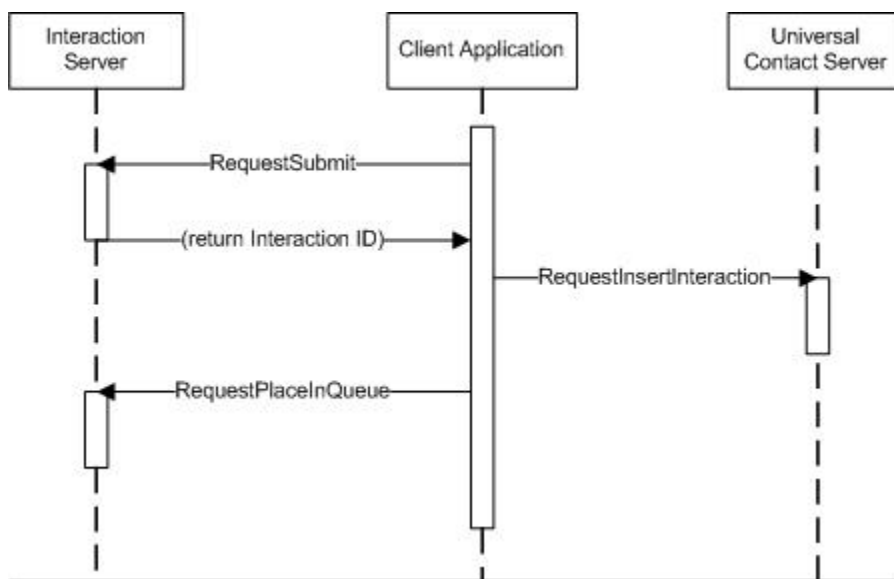 Interaction
Server
Client Application
Universal
Contact Server
RequestSubmit
(return Interaction ID)
RequestInsertInteraction
RequestPlaceInQueue